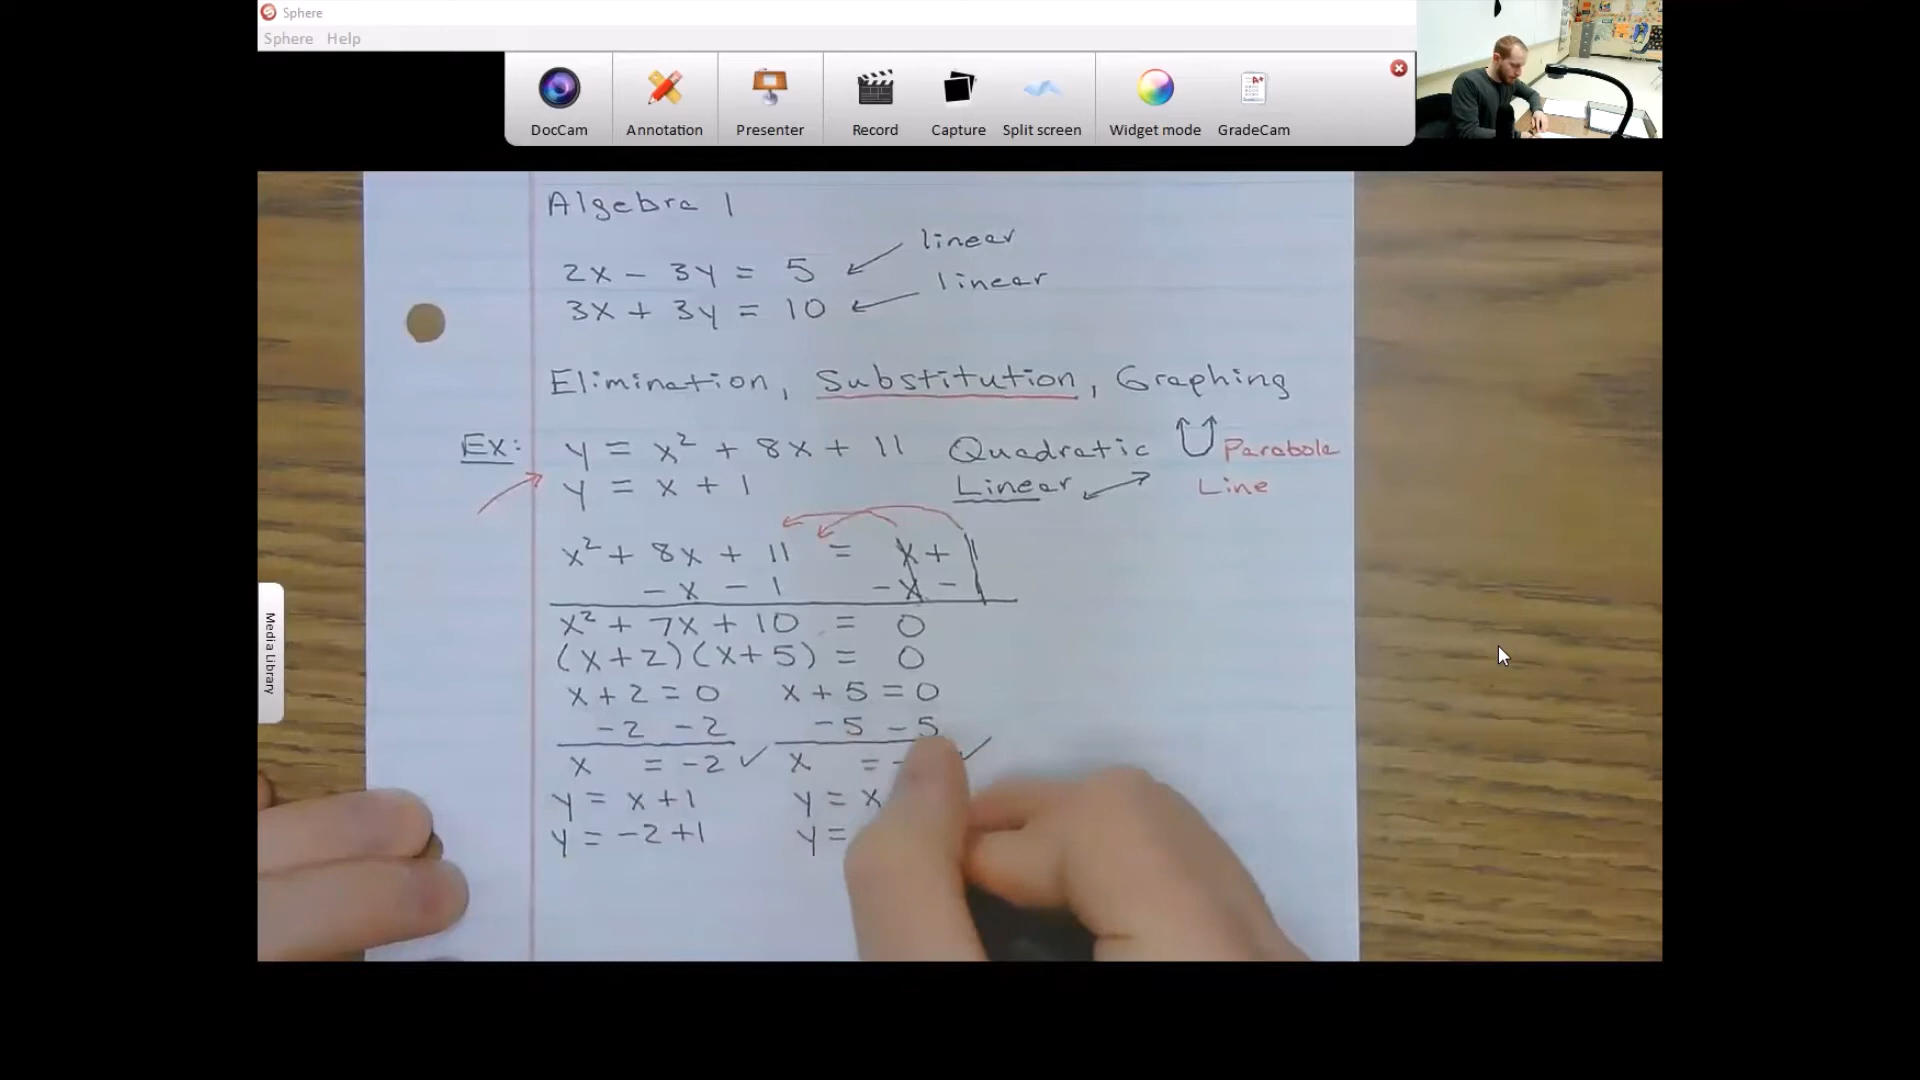 Sphere
Sphere Help
DocCam Annotation Presenter Record Capture Split screen Widget mode GradeCam
Media Library
Algebra 1
2x - 3y = 5 linear
3x + 3y = 10 linear
Elimination, Substitution, Graphing
Ex: y = x² + 8x + 11 Quadratic Parabola
y = x + 1 Linear Line
x² + 8x + 11 = x + 1
- x - 1 - x - 1
x² + 7x + 10 = 0
(x+2)(x+5) = 0
x + 2 = 0 x + 5 = 0
-2 -2 -5 -5
x = -2 ✓ x = - ✓
y = x + 1 y = x
y = -2 + 1 y =